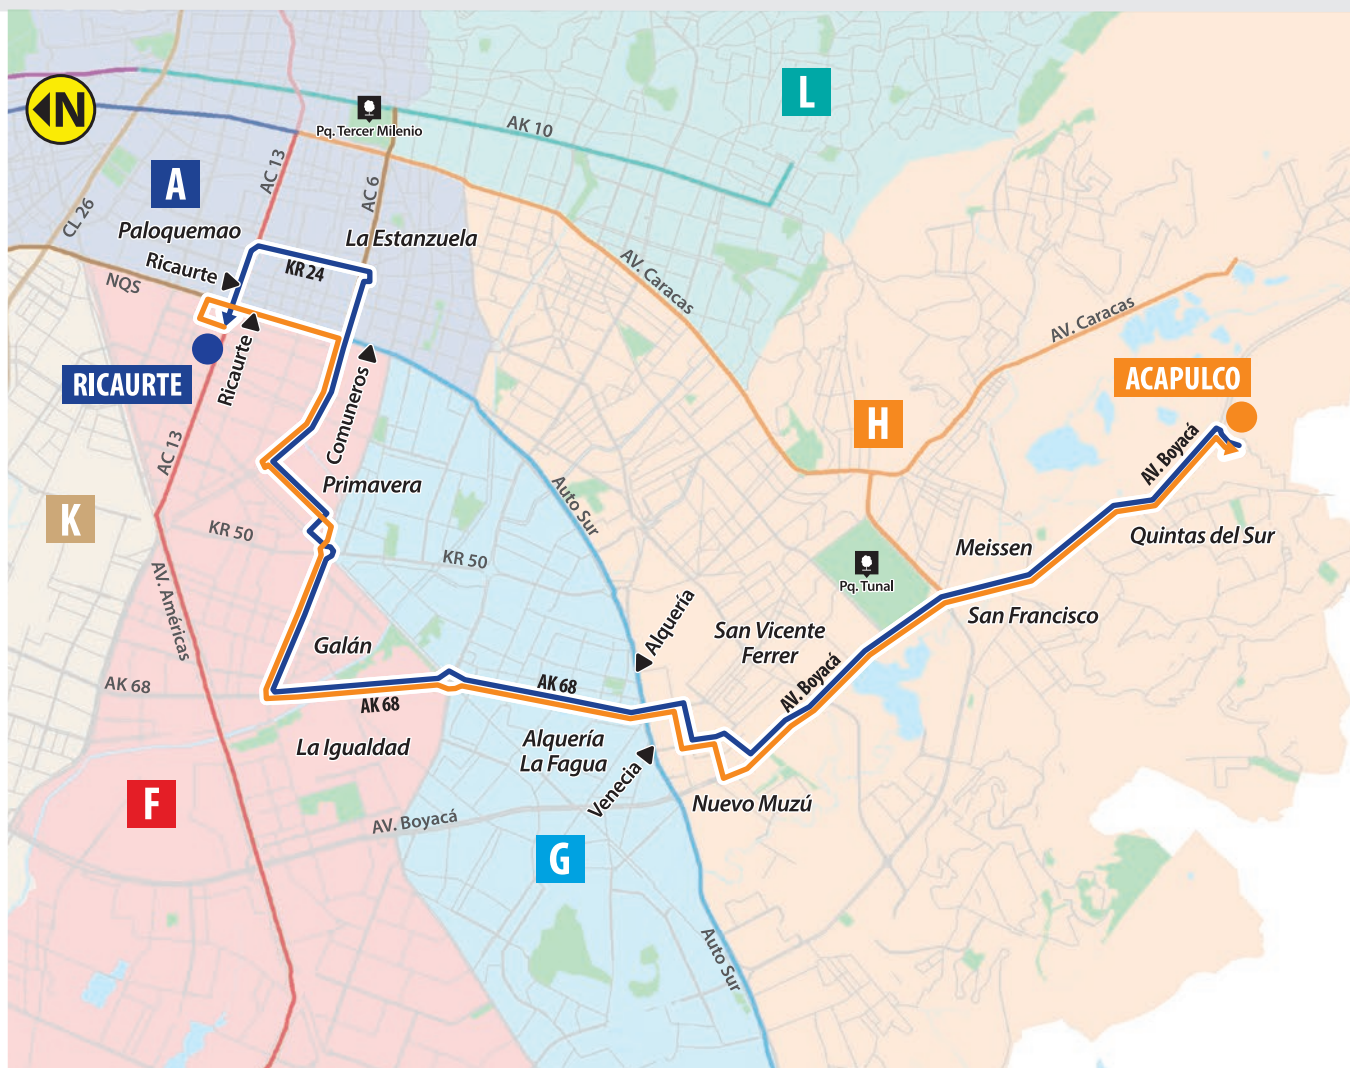 N
L
Pq. Tercer Milenio
AK 10
AC 13
A
AC 6
CL 26
Paloquemao
La Estanzuela
Ricaurte
KR 24
NQS
AV. Caracas
AV. Caracas
RICAURTE
Ricaurte
Comuneros
ACAPULCO
H
AC 13
AV. Boyacá
Primavera
Auto Sur
K
KR 50
KR 50
Quintas del Sur
Meissen
Pq. Tunal
AV. Américas
Alquería
San Francisco
San Vicente
Ferrer
Galán
AV. Boyacá
AK 68
AK 68
AK 68
La Igualdad
Alquería
La Fagua
Venecia
Nuevo Muzú
F
AV. Boyacá
G
Auto Sur